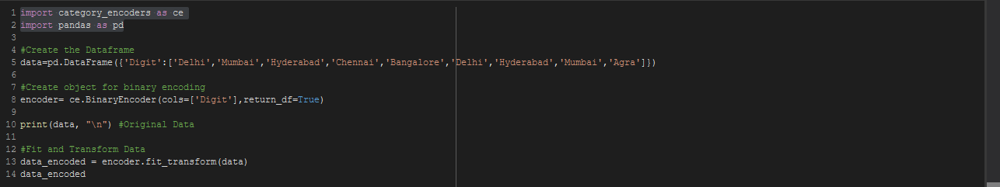 1 import category_encoders as ce
2 import pandas as pd
3
4 #Create the Dataframe
5 data=pd.DataFrame({'Digit':['Delhi','Mumbai','Hyderabad','Chennai','Bangalore','Delhi','Hyderabad','Mumbai','Agra']})
6
7 #Create object for binary encoding
8 encoder= ce.BinaryEncoder(cols=['Digit'],return_df=True)
9
10 print(data, "\n") #Original Data
11
12 #Fit and Transform Data
13 data_encoded = encoder.fit_transform(data)
14 data_encoded